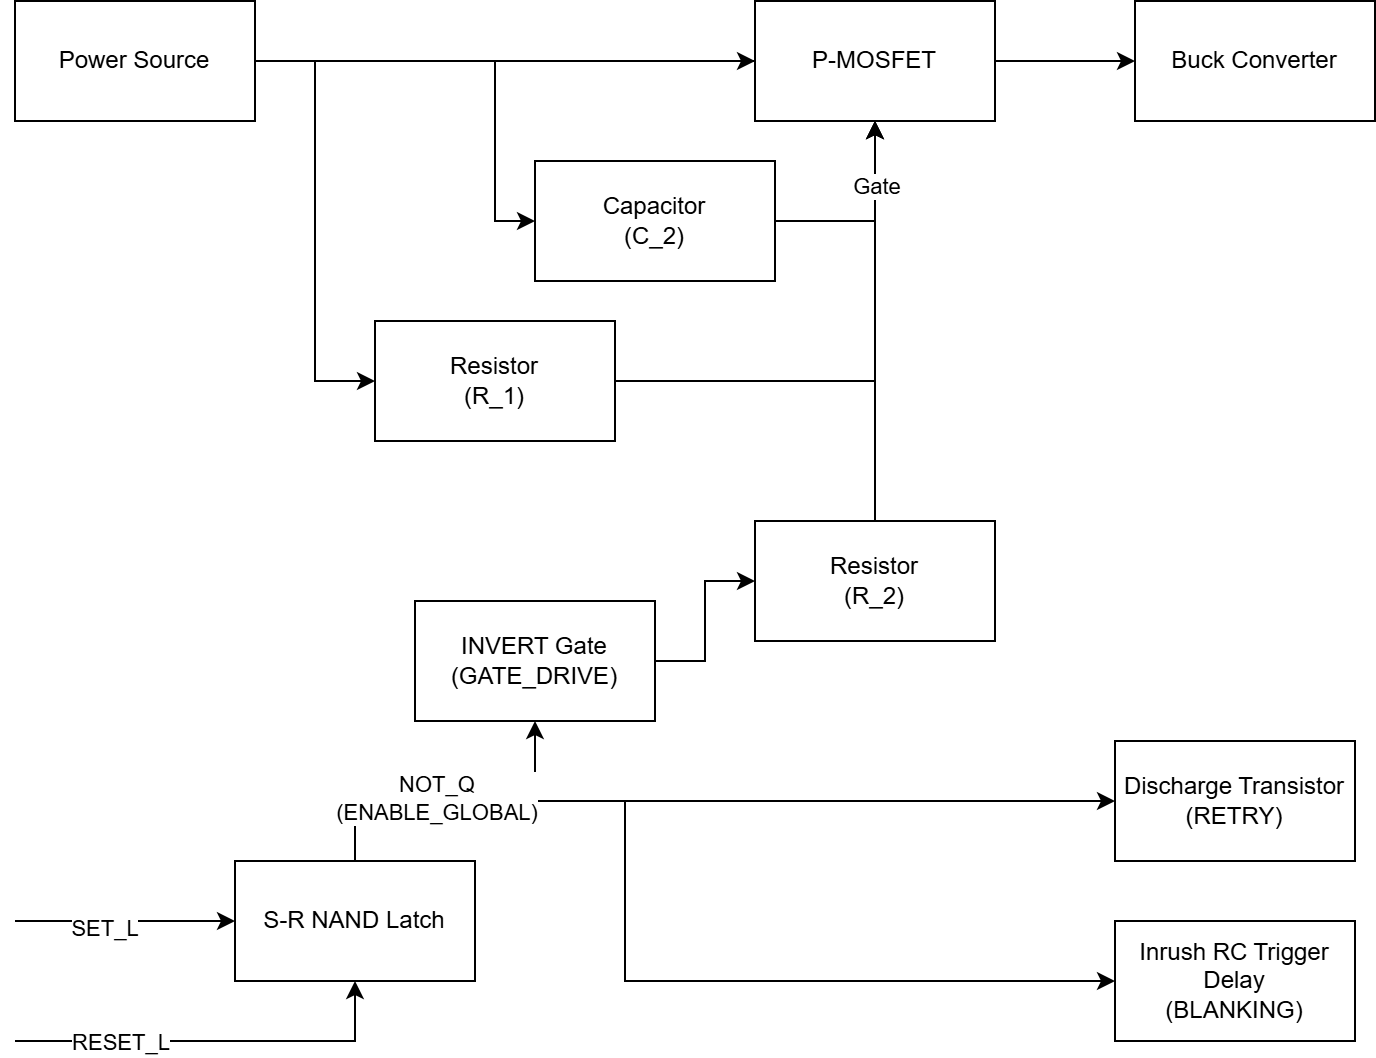 Power Source
P-MOSFET
Buck Converter
Gate
Capacitor
(C_2)
Resistor
(R_1)
Resistor
(R_2)
INVERT Gate
(GATE_DRIVE)
NOT_Q
(ENABLE_GLOBAL)
Discharge Transistor
(RETRY)
S-R NAND Latch
SET_L
RESET_L
Inrush RC Trigger
Delay
(BLANKING)